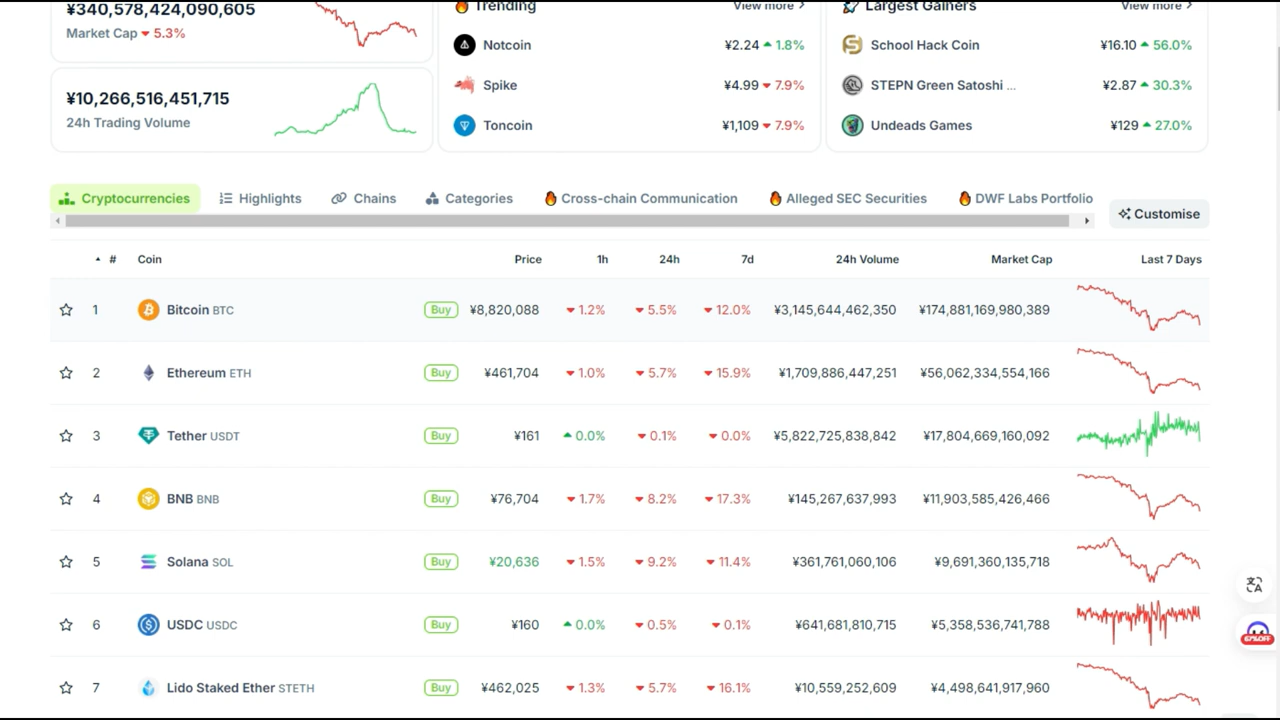 ¥340,578,424,090,605
Market Cap 5.3%
¥10,266,516,451,715
24h Trading Volume
Trending View more
Notcoin ¥2.24 1.8%
Spike ¥4.99 7.9%
Toncoin ¥1,109 7.9%
Largest Gainers View more
School Hack Coin ¥16.10 56.0%
STEPN Green Satoshi ... ¥2.87 30.3%
Undeads Games ¥129 27.0%
Cryptocurrencies Highlights Chains Categories Cross-chain Communication Alleged SEC Securities DWF Labs Portfolio
Customise
# Coin Price 1h 24h 7d 24h Volume Market Cap Last 7 Days
1 Bitcoin BTC Buy ¥8,820,088 1.2% 5.5% 12.0% ¥3,145,644,462,350 ¥174,881,169,980,389
2 Ethereum ETH Buy ¥461,704 1.0% 5.7% 15.9% ¥1,709,886,447,251 ¥56,062,334,554,166
3 Tether USDT Buy ¥161 0.0% 0.1% 0.0% ¥5,822,725,838,842 ¥17,804,669,160,092
4 BNB BNB Buy ¥76,704 1.7% 8.2% 17.3% ¥145,267,637,993 ¥11,903,585,426,466
5 Solana SOL Buy ¥20,636 1.5% 9.2% 11.4% ¥361,761,060,106 ¥9,691,360,135,718
6 USDC USDC Buy ¥160 0.0% 0.5% 0.1% ¥641,681,810,715 ¥5,358,536,741,788
7 Lido Staked Ether STETH Buy ¥462,025 1.3% 5.7% 16.1% ¥10,559,252,609 ¥4,498,641,917,960